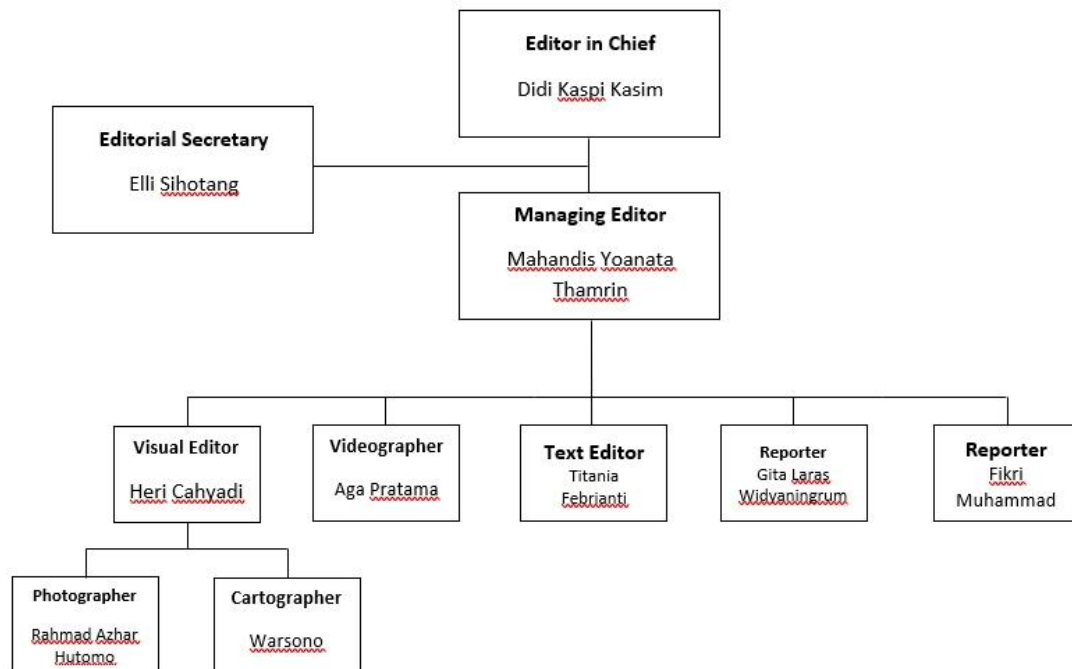 Editor in Chief
Didi Kaspi Kasim
Editorial Secretary
Elli Sihotang
Managing Editor
Mahandis Yoanata
Thamrin
Visual Editor
Heri Cahyadi
Videographer
Aga Pratama
Text Editor
Titania
Febrianti
Reporter
Gita Laras
Widyaningrum
Reporter
Fikri
Muhammad
Photographer
Rahmad Azhar
Hutomo
Cartographer
Warsono